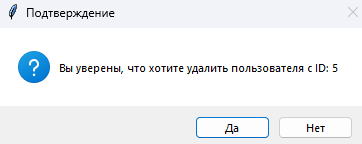 Подтверждение
Вы уверены, что хотите удалить пользователя с ID: 5
Да
Нет